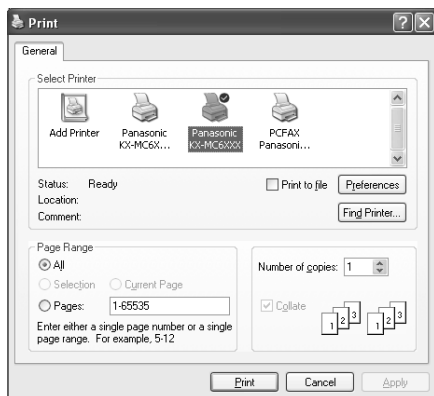 Print
General
Select Printer
Add Printer
Panasonic
KX-MC6X...
Panasonic
KX-MC6XXX
PCFAX
Panasoni...
Status: Ready
Location:
Comment:
Print to file
Preferences
Find Printer...
Page Range
All
Selection
Current Page
Pages: 1-65535
Enter either a single page number or a single
page range. For example, 5-12
Number of copies: 1
Collate
1 2 3 1 2 3
Print Cancel Apply